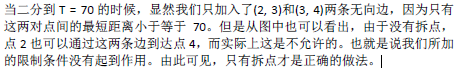 当二分到 T = 70 的时候，显然我们只加入了(2, 3)和(3, 4)两条无向边，因为只有
这两对点间的最短距离小于等于 70。但是从图中也可以看出，由于没有拆点，
点 2 也可以通过这两条边到达点 4，而实际上这是不允许的。也就是说我们所加
的限制条件没有起到作用。由此可见，只有拆点才是正确的做法。